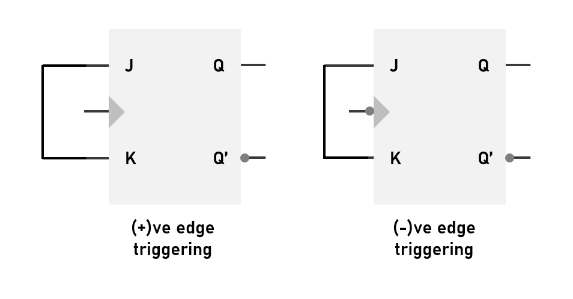 J Q
K Q'
(+)ve edge
triggering
J Q
K Q'
(-)ve edge
triggering